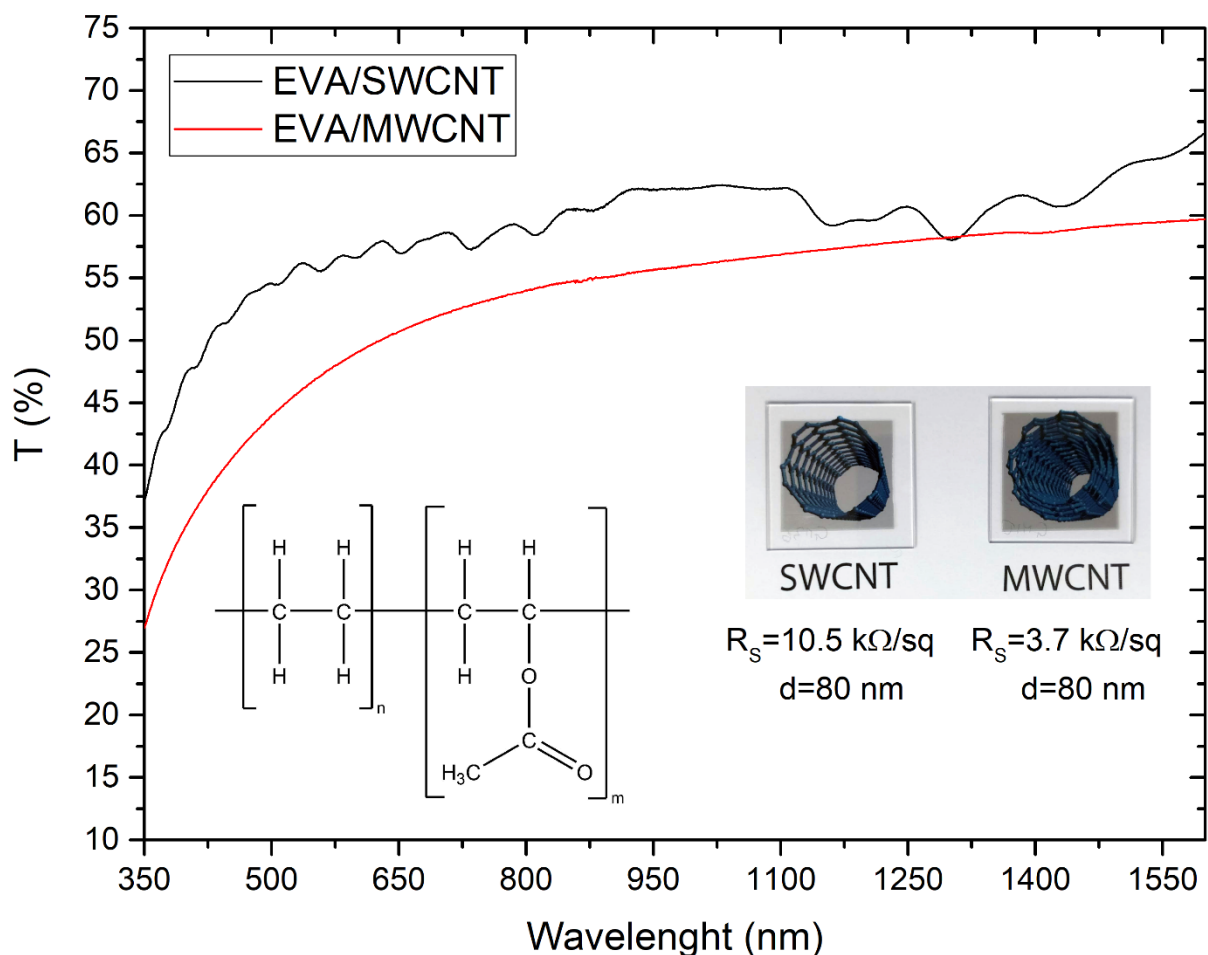 75
70
65
60
55
50
45
40
35
30
25
20
15
10
T (%)
EVA/SWCNT
EVA/MWCNT
H H H H
C C C C
H H H O
n
C
H₃C O
m
SWCNT MWCNT
R_S=10.5 kΩ/sq R_S=3.7 kΩ/sq
d=80 nm d=80 nm
350 500 650 800 950 1100 1250 1400 1550
Wavelenght (nm)